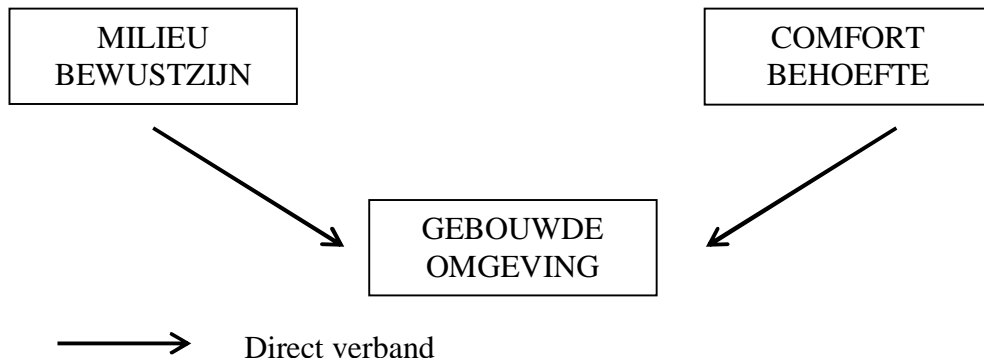 MILIEU
BEWUSTZIJN
COMFORT
BEHOEFTE
GEBOUWDE
OMGEVING
Direct verband